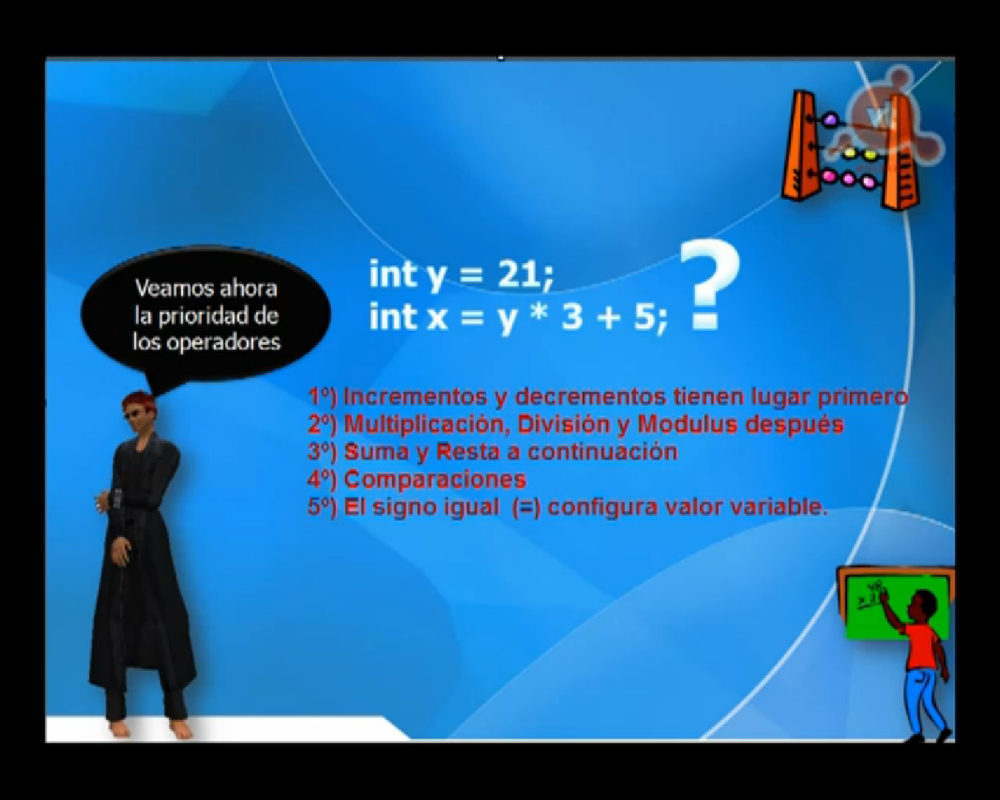 Veamos ahora
la prioridad de
los operadores
int y = 21;
int x = y * 3 + 5;
?
1º) Incrementos y decrementos tienen lugar primero
2º) Multiplicación, División y Modulus después
3º) Suma y Resta a continuación
4º) Comparaciones
5º) El signo igual (=) configura valor variable.